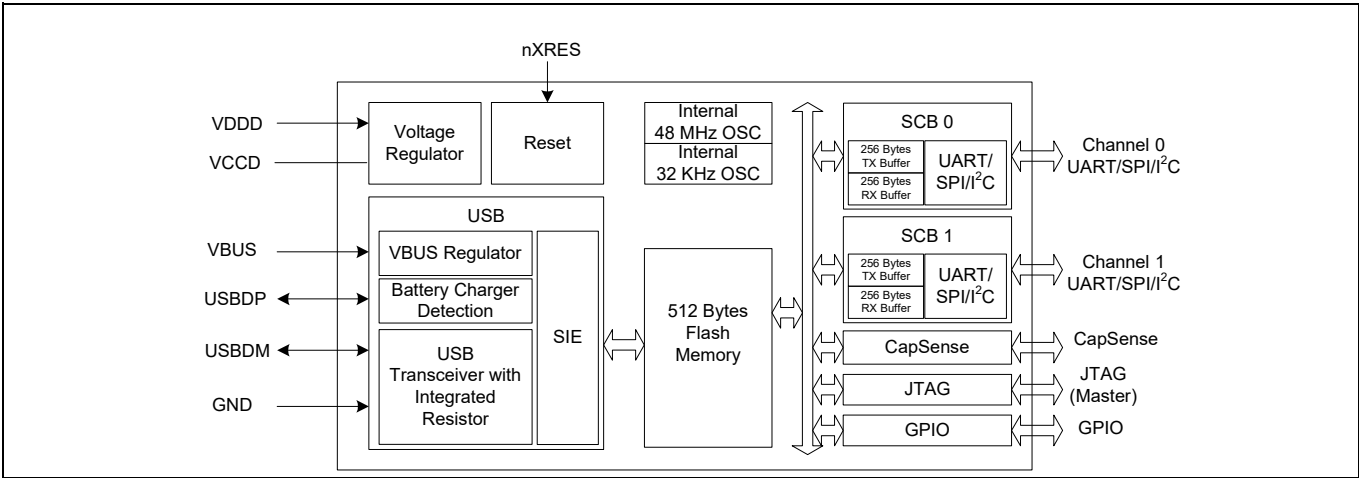 nXRES
VDDD
VCCD
Voltage
Regulator
Reset
Internal
48 MHz OSC
Internal
32 KHz OSC
SCB 0
256 Bytes
TX Buffer
256 Bytes
RX Buffer
UART/
SPI/I²C
Channel 0
UART/SPI/I²C
USB
VBUS
VBUS Regulator
USBDP
Battery Charger
Detection
USBDM
USB
Transceiver with
Integrated
Resistor
GND
SIE
512 Bytes
Flash
Memory
SCB 1
256 Bytes
TX Buffer
256 Bytes
RX Buffer
UART/
SPI/I²C
Channel 1
UART/SPI/I²C
CapSense
CapSense
JTAG
JTAG
(Master)
GPIO
GPIO